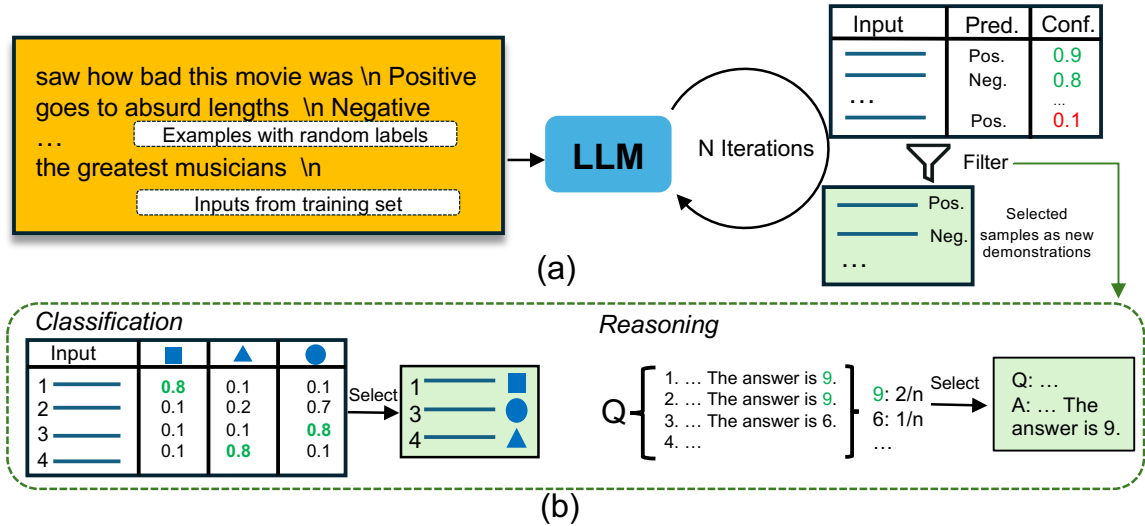 saw how bad this movie was \n Positive
goes to absurd lengths \n Negative
...
Examples with random labels
the greatest musicians \n
Inputs from training set
LLM
N Iterations
Input Pred. Conf.
Pos. 0.9
Neg. 0.8
... ...
Pos. 0.1
Filter
Pos.
Neg.
...
Selected
samples as new
demonstrations
(a)
Classification
Input
1 0.8 0.1 0.1
2 0.1 0.2 0.7
3 0.1 0.1 0.8
4 0.1 0.8 0.1
Select
1
3
4
Reasoning
Q
1. ... The answer is 9.
2. ... The answer is 9.
3. ... The answer is 6.
4. ...
9: 2/n
6: 1/n
...
Select
Q: ...
A: ... The
answer is 9.
(b)